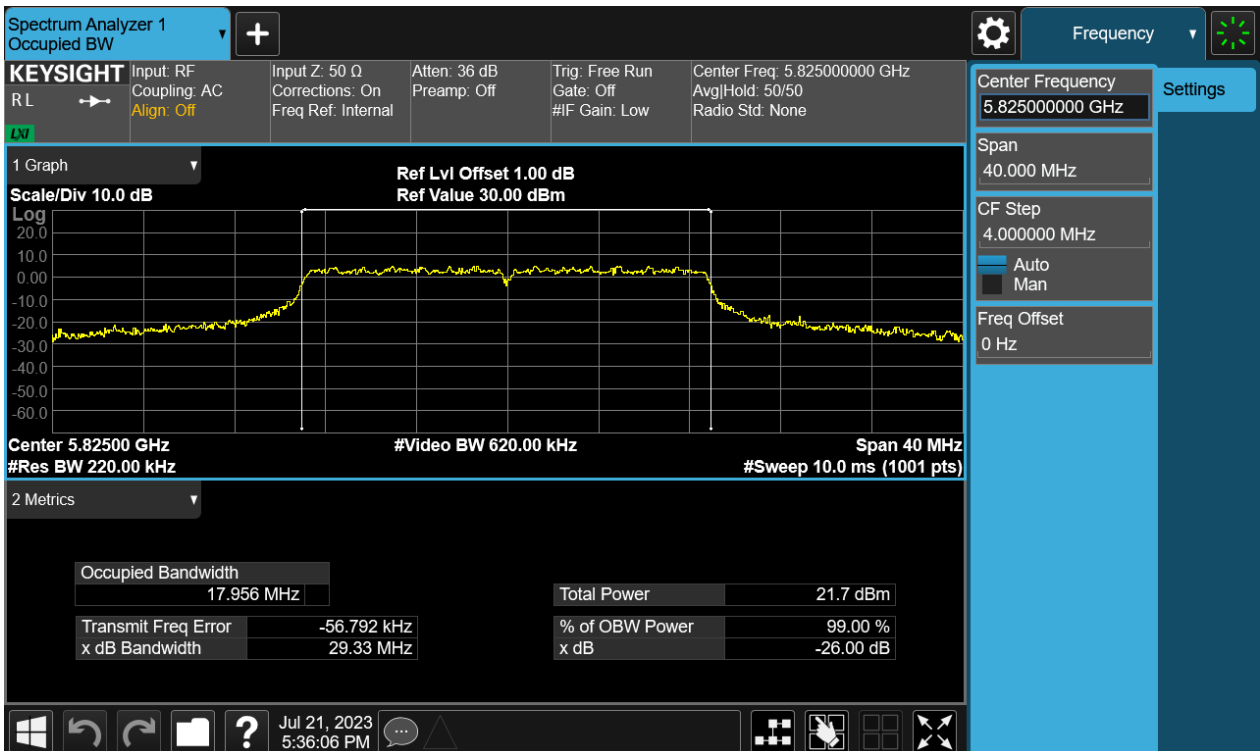 Spectrum Analyzer 1
Occupied BW
Frequency
KEYSIGHT
RL
LXI
Input: RF
Coupling: AC
Align: Off
Input Z: 50 Ω
Corrections: On
Freq Ref: Internal
Atten: 36 dB
Preamp: Off
Trig: Free Run
Gate: Off
#IF Gain: Low
Center Freq: 5.825000000 GHz
Avg|Hold: 50/50
Radio Std: None
Center Frequency
5.825000000 GHz
Settings
Span
40.000 MHz
CF Step
4.000000 MHz
Auto
Man
Freq Offset
0 Hz
1 Graph
Scale/Div 10.0 dB
Ref Lvl Offset 1.00 dB
Ref Value 30.00 dBm
Log
20.0
10.0
0.00
-10.0
-20.0
-30.0
-40.0
-50.0
-60.0
Center 5.82500 GHz
#Video BW 620.00 kHz
Span 40 MHz
#Res BW 220.00 kHz
#Sweep 10.0 ms (1001 pts)
2 Metrics
Occupied Bandwidth
17.956 MHz
Total Power 21.7 dBm
Transmit Freq Error -56.792 kHz
% of OBW Power 99.00 %
x dB Bandwidth 29.33 MHz
x dB -26.00 dB
Jul 21, 2023
5:36:06 PM